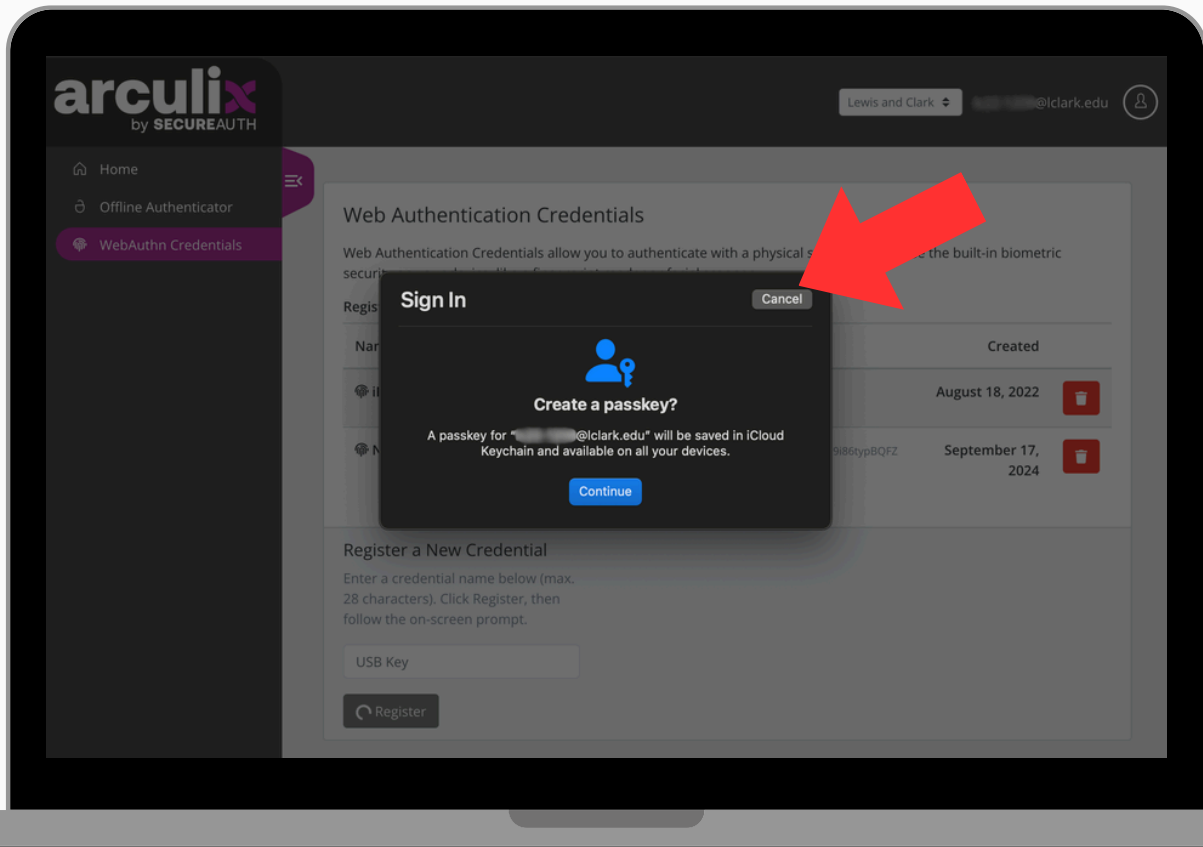 arculix
by SECUREAUTH
Lewis and Clark
@lclark.edu
Home
Offline Authenticator
WebAuthn Credentials
Web Authentication Credentials
Web Authentication Credentials allow you to authenticate with a physical the built-in biometric
Sign In
Cancel
Created
Create a passkey?
August 18, 2022
A passkey for "@lclark.edu" will be saved in iCloud
Keychain and available on all your devices.
9i86typBQFZ
September 17,
2024
Continue
Register a New Credential
Enter a credential name below (max.
28 characters). Click Register, then
follow the on-screen prompt.
USB Key
Register